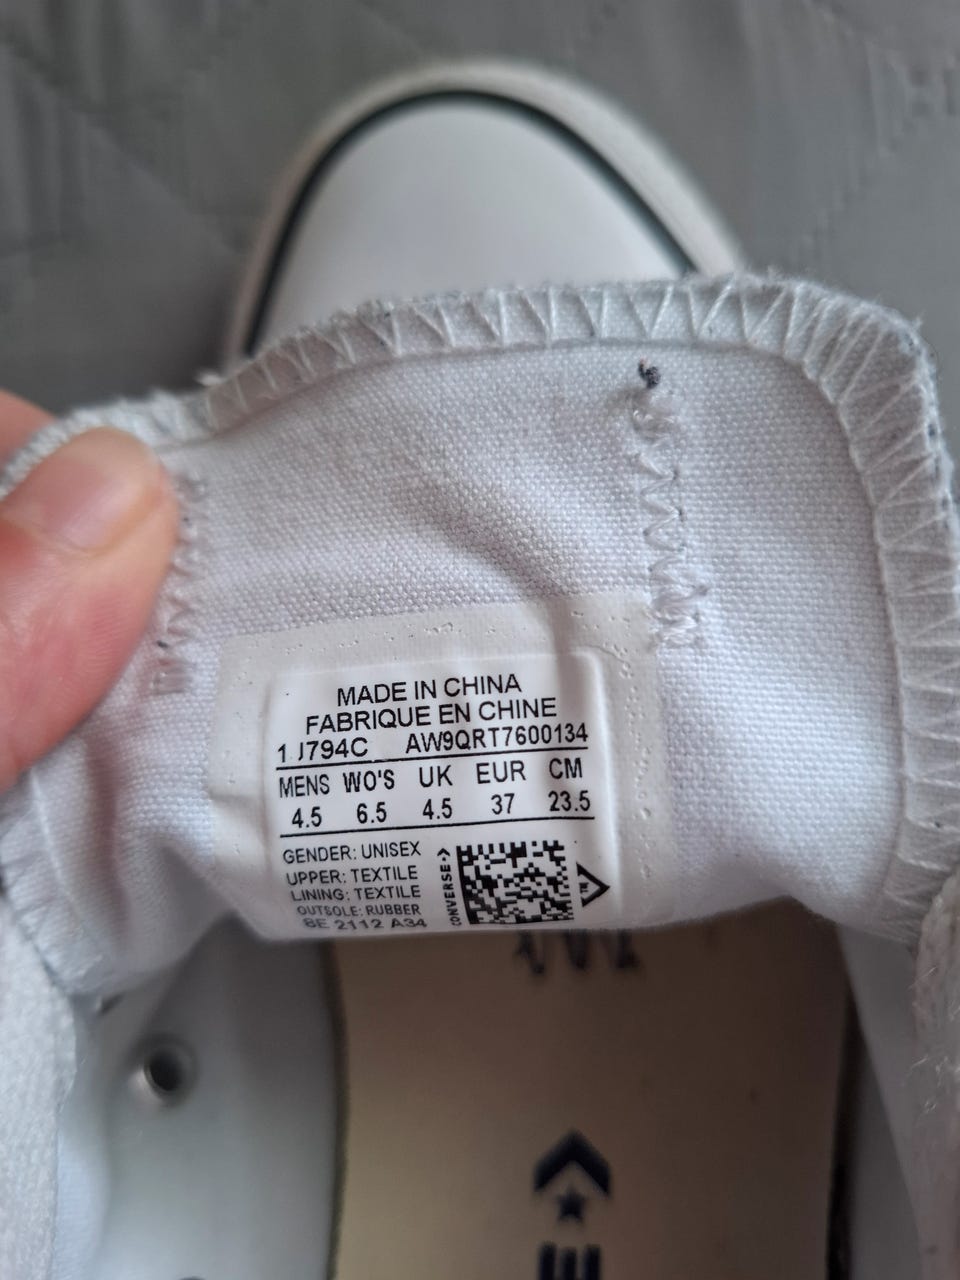 MADE IN CHINA
FABRIQUE EN CHINE
1J794C AW9QRT7600134
MENS WO'S UK EUR CM
4.5 6.5 4.5 37 23.5
GENDER: UNISEX
UPPER: TEXTILE
LINING: TEXTILE
OUTSOLE: RUBBER
8E 2112 A34
CONVERSE
TM